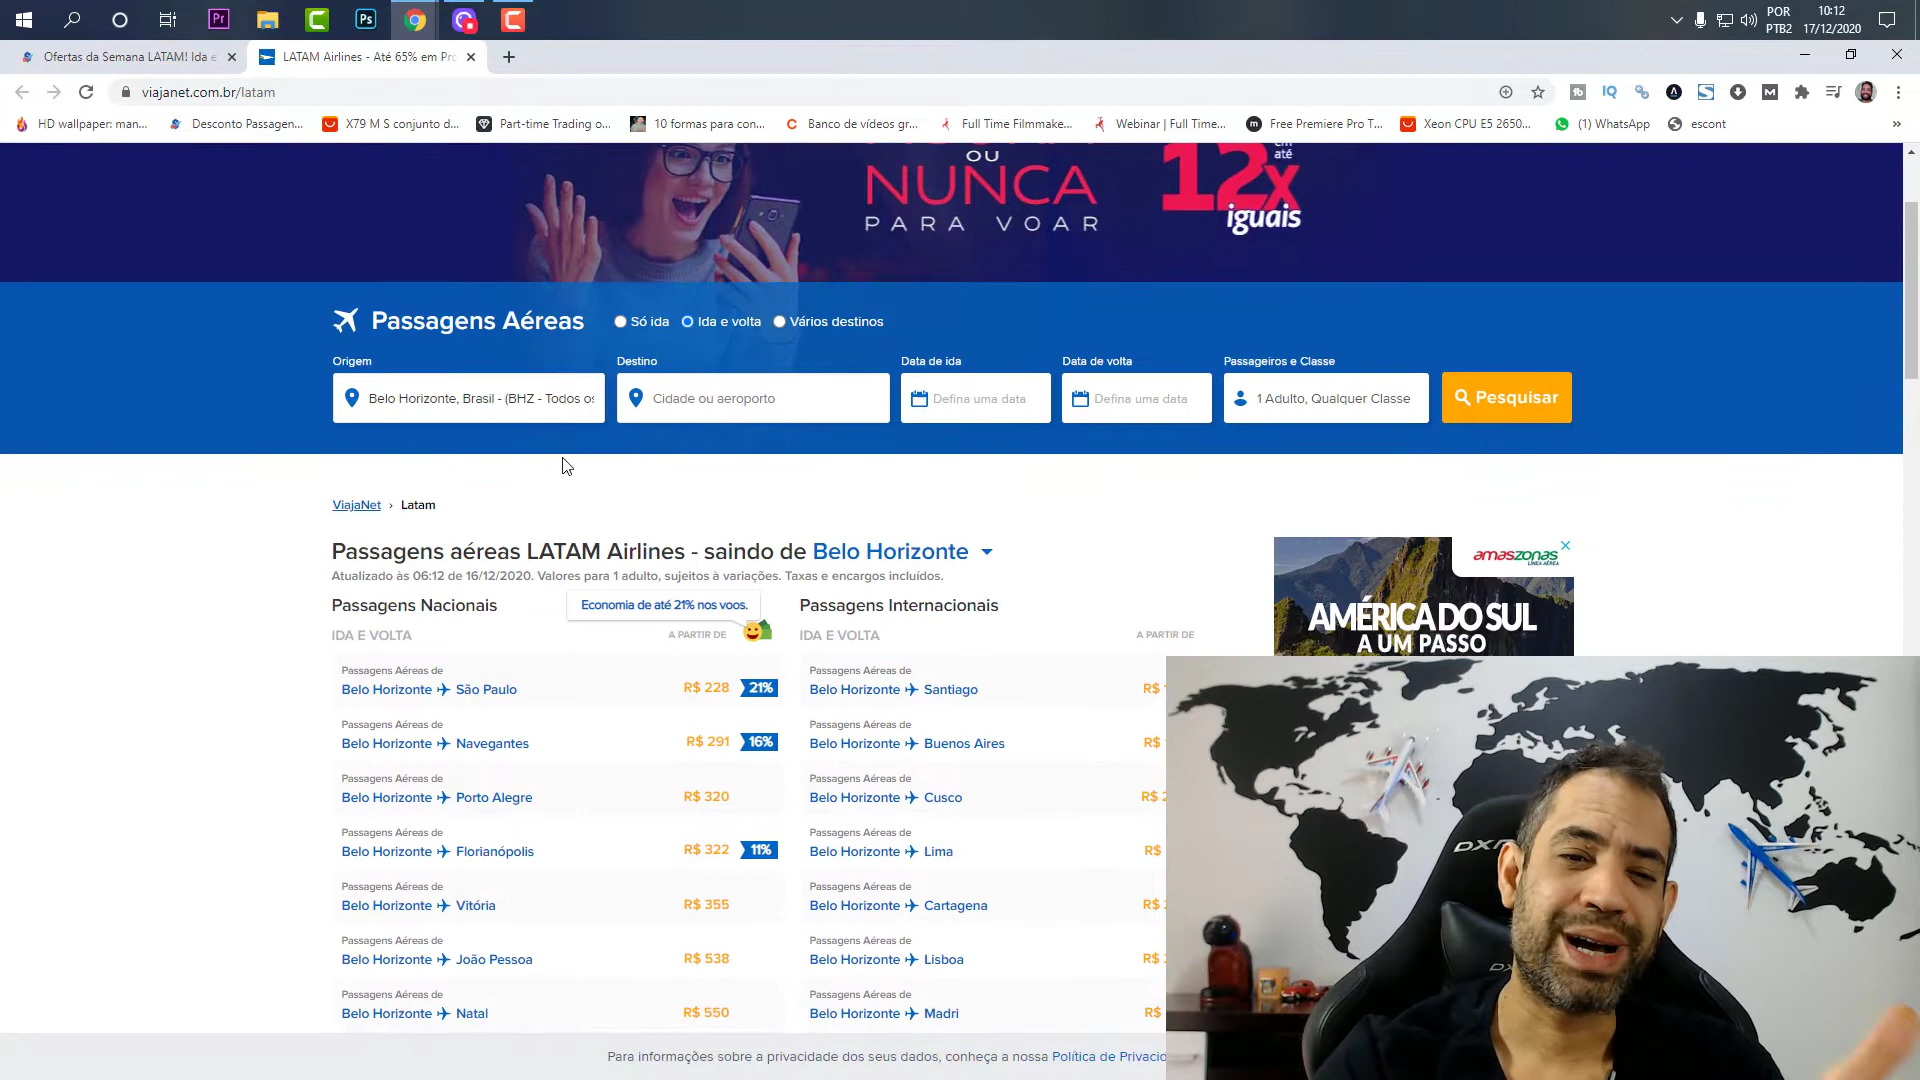 POR
10:12
PTB2
17/12/2020
Ofertas da Semana LATAM! Ida e
LATAM Airlines - Até 65% em Pro
viajanet.com.br/latam
HD wallpaper: man...
Desconto Passagen...
X79 M S conjunto d...
Part-time Trading o...
10 formas para con...
Banco de vídeos gr...
Full Time Filmmake...
Webinar | Full Time...
Free Premiere Pro T...
Xeon CPU E5 2650...
(1) WhatsApp
escont
OU
NUNCA
PARA VOAR
em
até
12x
iguais
Passagens Aéreas
Só ida
Ida e volta
Vários destinos
Origem
Destino
Data de ida
Data de volta
Passageiros e Classe
Belo Horizonte, Brasil - (BHZ - Todos os
Cidade ou aeroporto
Defina uma data
Defina uma data
1 Adulto, Qualquer Classe
Pesquisar
ViajaNet › Latam
Passagens aéreas LATAM Airlines - saindo de Belo Horizonte
Atualizado às 06:12 de 16/12/2020. Valores para 1 adulto, sujeitos à variações. Taxas e encargos incluídos.
Passagens Nacionais
Economia de até 21% nos voos.
IDA E VOLTA
A PARTIR DE
Passagens Aéreas de
Belo Horizonte São Paulo
R$ 228
21%
Passagens Aéreas de
Belo Horizonte Navegantes
R$ 291
16%
Passagens Aéreas de
Belo Horizonte Porto Alegre
R$ 320
Passagens Aéreas de
Belo Horizonte Florianópolis
R$ 322
11%
Passagens Aéreas de
Belo Horizonte Vitória
R$ 355
Passagens Aéreas de
Belo Horizonte João Pessoa
R$ 538
Passagens Aéreas de
Belo Horizonte Natal
R$ 550
Passagens Internacionais
IDA E VOLTA
A PARTIR DE
Passagens Aéreas de
Belo Horizonte Santiago
R$
Passagens Aéreas de
Belo Horizonte Buenos Aires
R$
Passagens Aéreas de
Belo Horizonte Cusco
R$
Passagens Aéreas de
Belo Horizonte Lima
R$
Passagens Aéreas de
Belo Horizonte Cartagena
R$
Passagens Aéreas de
Belo Horizonte Lisboa
R$
Passagens Aéreas de
Belo Horizonte Madri
R$
amaszonas
LÍNEA AÉREA
AMÉRICA DO SUL
A UM PASSO
Para informações sobre a privacidade dos seus dados, conheça a nossa Política de Privacid